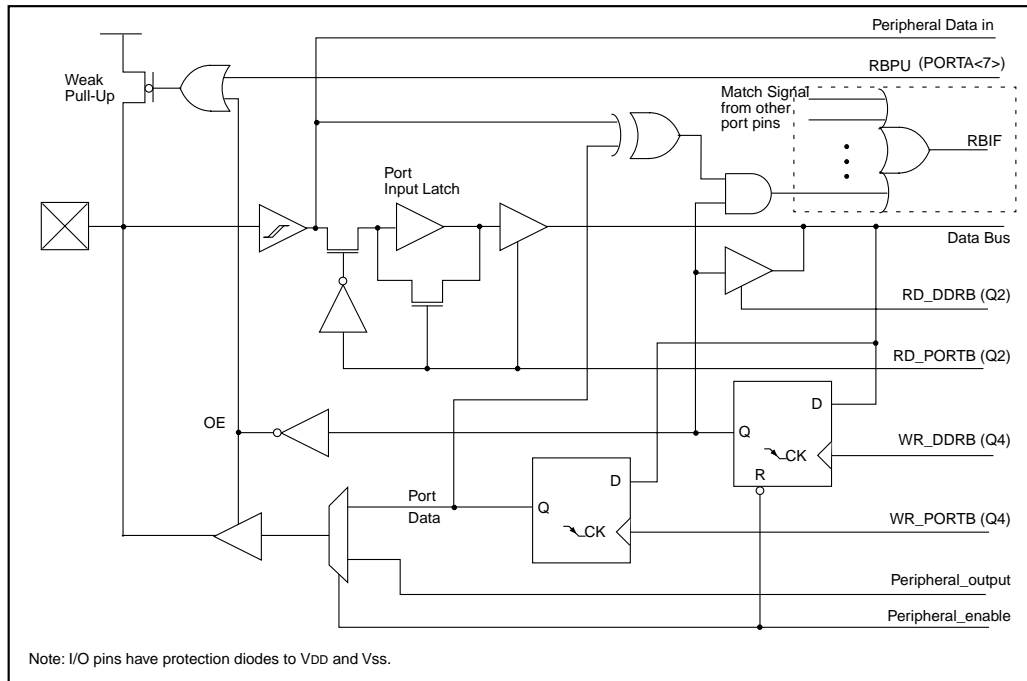 Peripheral Data in
RBPU (PORTA<7>)
Weak
Pull-Up
Match Signal
from other
port pins
RBIF
Port
Input Latch
Data Bus
RD_DDRB (Q2)
RD_PORTB (Q2)
OE
D
Q
CK
R
WR_DDRB (Q4)
Port
Data
D
Q
CK
WR_PORTB (Q4)
Peripheral_output
Peripheral_enable
Note: I/O pins have protection diodes to VDD and Vss.